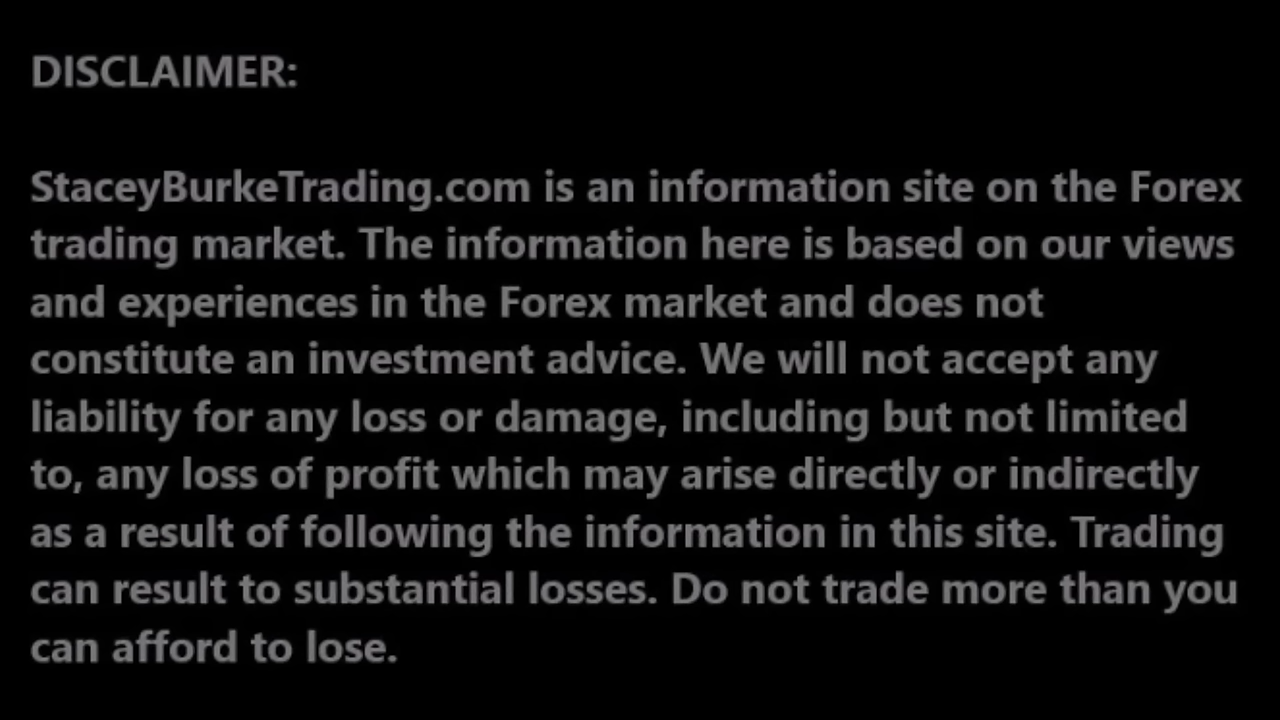 DISCLAIMER:
StaceyBurkeTrading.com is an information site on the Forex
trading market. The information here is based on our views
and experiences in the Forex market and does not
constitute an investment advice. We will not accept any
liability for any loss or damage, including but not limited
to, any loss of profit which may arise directly or indirectly
as a result of following the information in this site. Trading
can result to substantial losses. Do not trade more than you
can afford to lose.